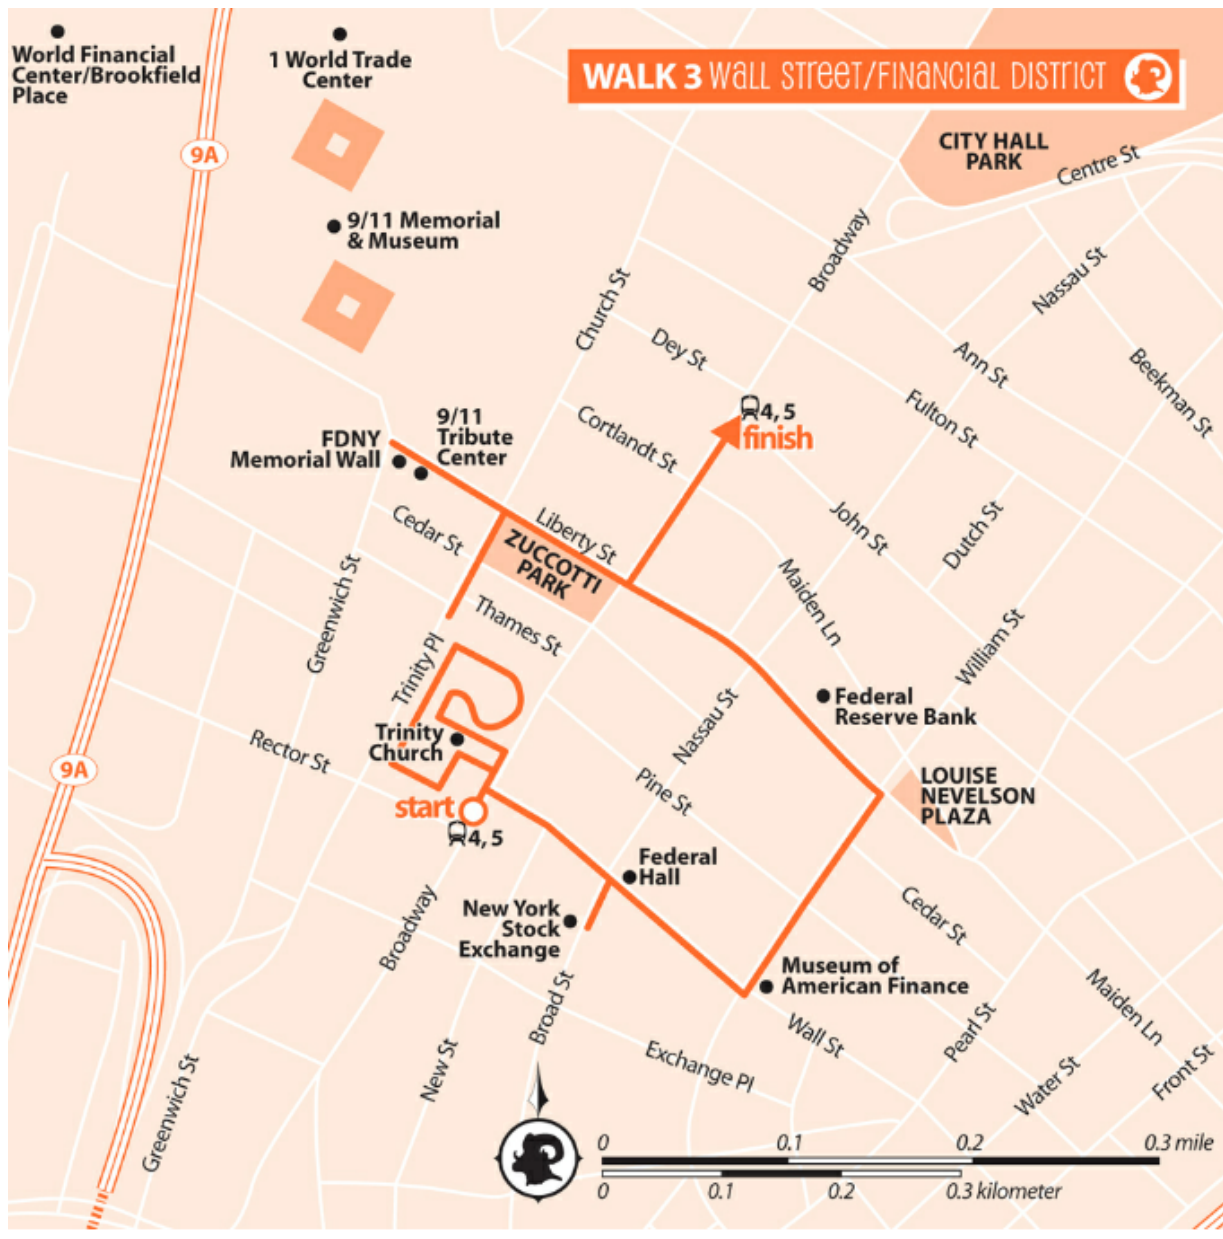 World Financial
Center/Brookfield
Place
1 World Trade
Center
WALK 3 WALL STREET/FINANCIAL DISTRICT
CITY HALL
PARK
Centre St
9A
9/11 Memorial
& Museum
Broadway
Nassau St
Church St
Dey St
Ann St
Beekman St
Fulton St
4, 5
finish
9/11
Tribute
Center
FDNY
Memorial Wall
Cortlandt St
Liberty St
Cedar St
ZUCCOTTI
PARK
John St
Dutch St
Maiden Ln
Greenwich St
Thames St
William St
Trinity Pl
Nassau St
Federal
Reserve Bank
Trinity
Church
Rector St
9A
Pine St
LOUISE
NEVELSON
PLAZA
start
4, 5
Federal
Hall
New York
Stock
Exchange
Broadway
Cedar St
Museum of
American Finance
Broad St
Maiden Ln
Wall St
Pearl St
Exchange Pl
New St
Water St
Front St
Greenwich St
0 0.1 0.2 0.3 mile
0 0.1 0.2 0.3 kilometer